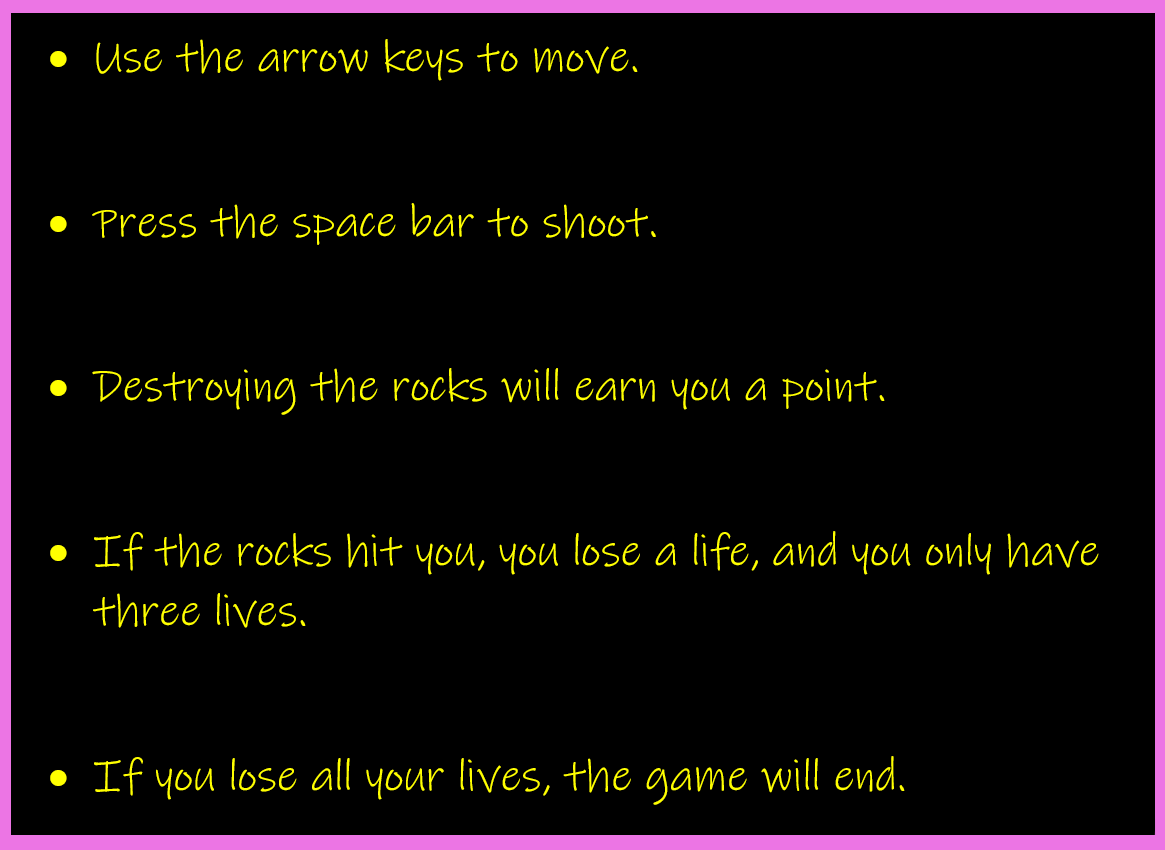 • Use the arrow keys to move.
• Press the space bar to shoot.
• Destroying the rocks will earn you a point.
• If the rocks hit you, you lose a life, and you only have
three lives.
• If you lose all your lives, the game will end.